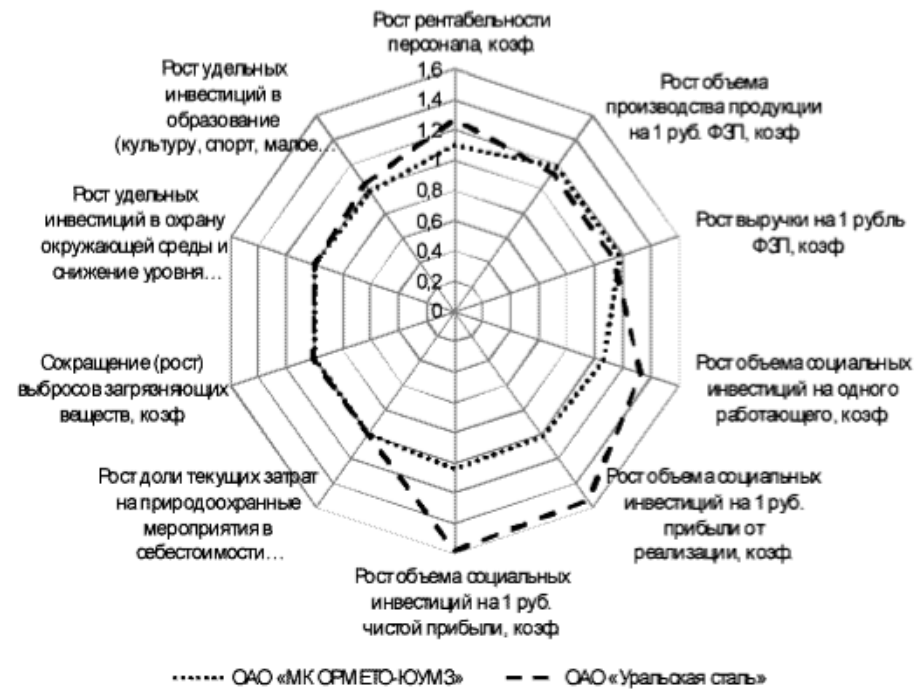 Рост рентабельности
персонала, коэф.
Рост объема
производства продукции
на 1 руб. ФЗП, коэф
Рост выручки на 1 рубль
ФЗП, коэф
Рост объема социальных
инвестиций на одного
работающего, коэф
Рост объема социальных
инвестиций на 1 руб.
прибыли от
реализации, коэф.
Рост объема социальных
инвестиций на 1 руб.
чистой прибыли, коэф
Рост доли текущих затрат
на природоохранные
мероприятия в
себестоимости…
Сокращение (рост)
выбросов загрязняющих
веществ, коэф
Рост удельных
инвестиций в охрану
окружающей среды и
снижение уровня…
Рост удельных
инвестиций в
образование
(культуру, спорт, малое…
1,6
1,4
1,2
1
0,8
0,6
0,4
0,2
0
ОАО «МК ОРМЕТО-ЮУМЗ»
ОАО «Уральская сталь»